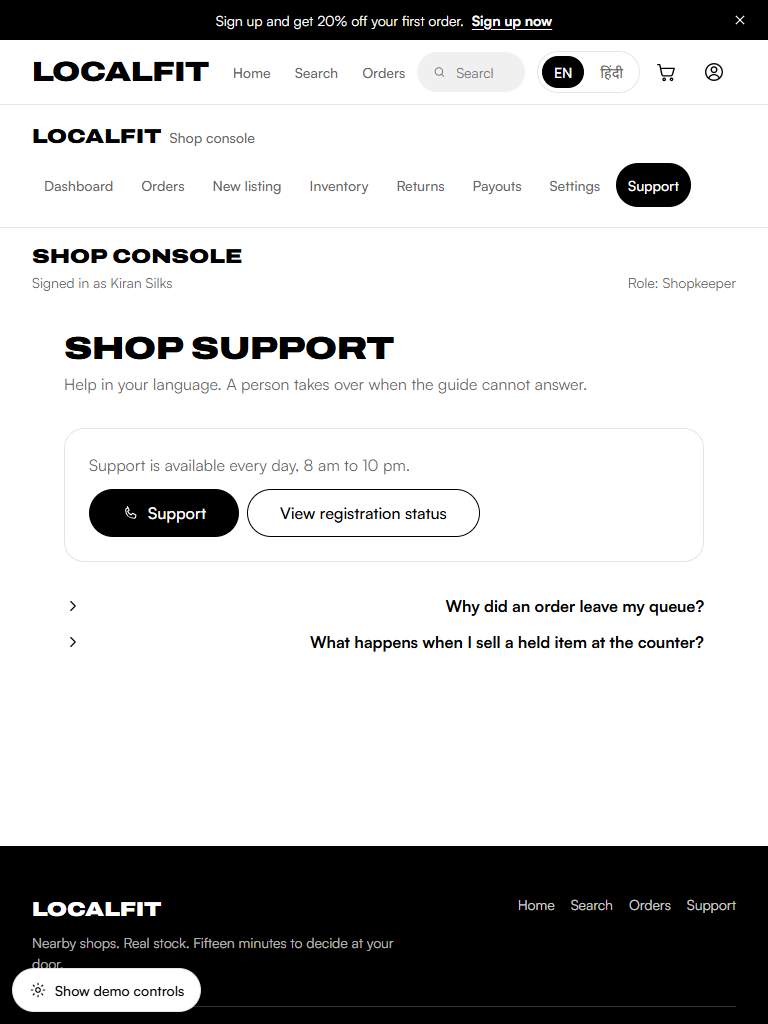 Sign up and get 20% off your first order. Sign up now
LOCALFIT Home Search Orders Search EN हिंदी
LOCALFIT Shop console
Dashboard Orders New listing Inventory Returns Payouts Settings Support
SHOP CONSOLE
Signed in as Kiran Silks Role: Shopkeeper
SHOP SUPPORT
Help in your language. A person takes over when the guide cannot answer.
Support is available every day, 8 am to 10 pm.
Support View registration status
Why did an order leave my queue?
What happens when I sell a held item at the counter?
LOCALFIT Home Search Orders Support
Nearby shops. Real stock. Fifteen minutes to decide at your
door.
Show demo controls